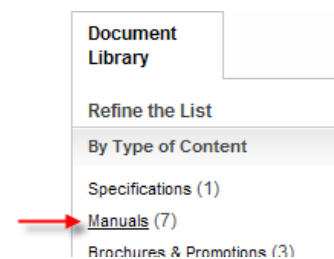 Document
Library
Refine the List
By Type of Content
Specifications (1)
Manuals (7)
Brochures & Promotions (3)